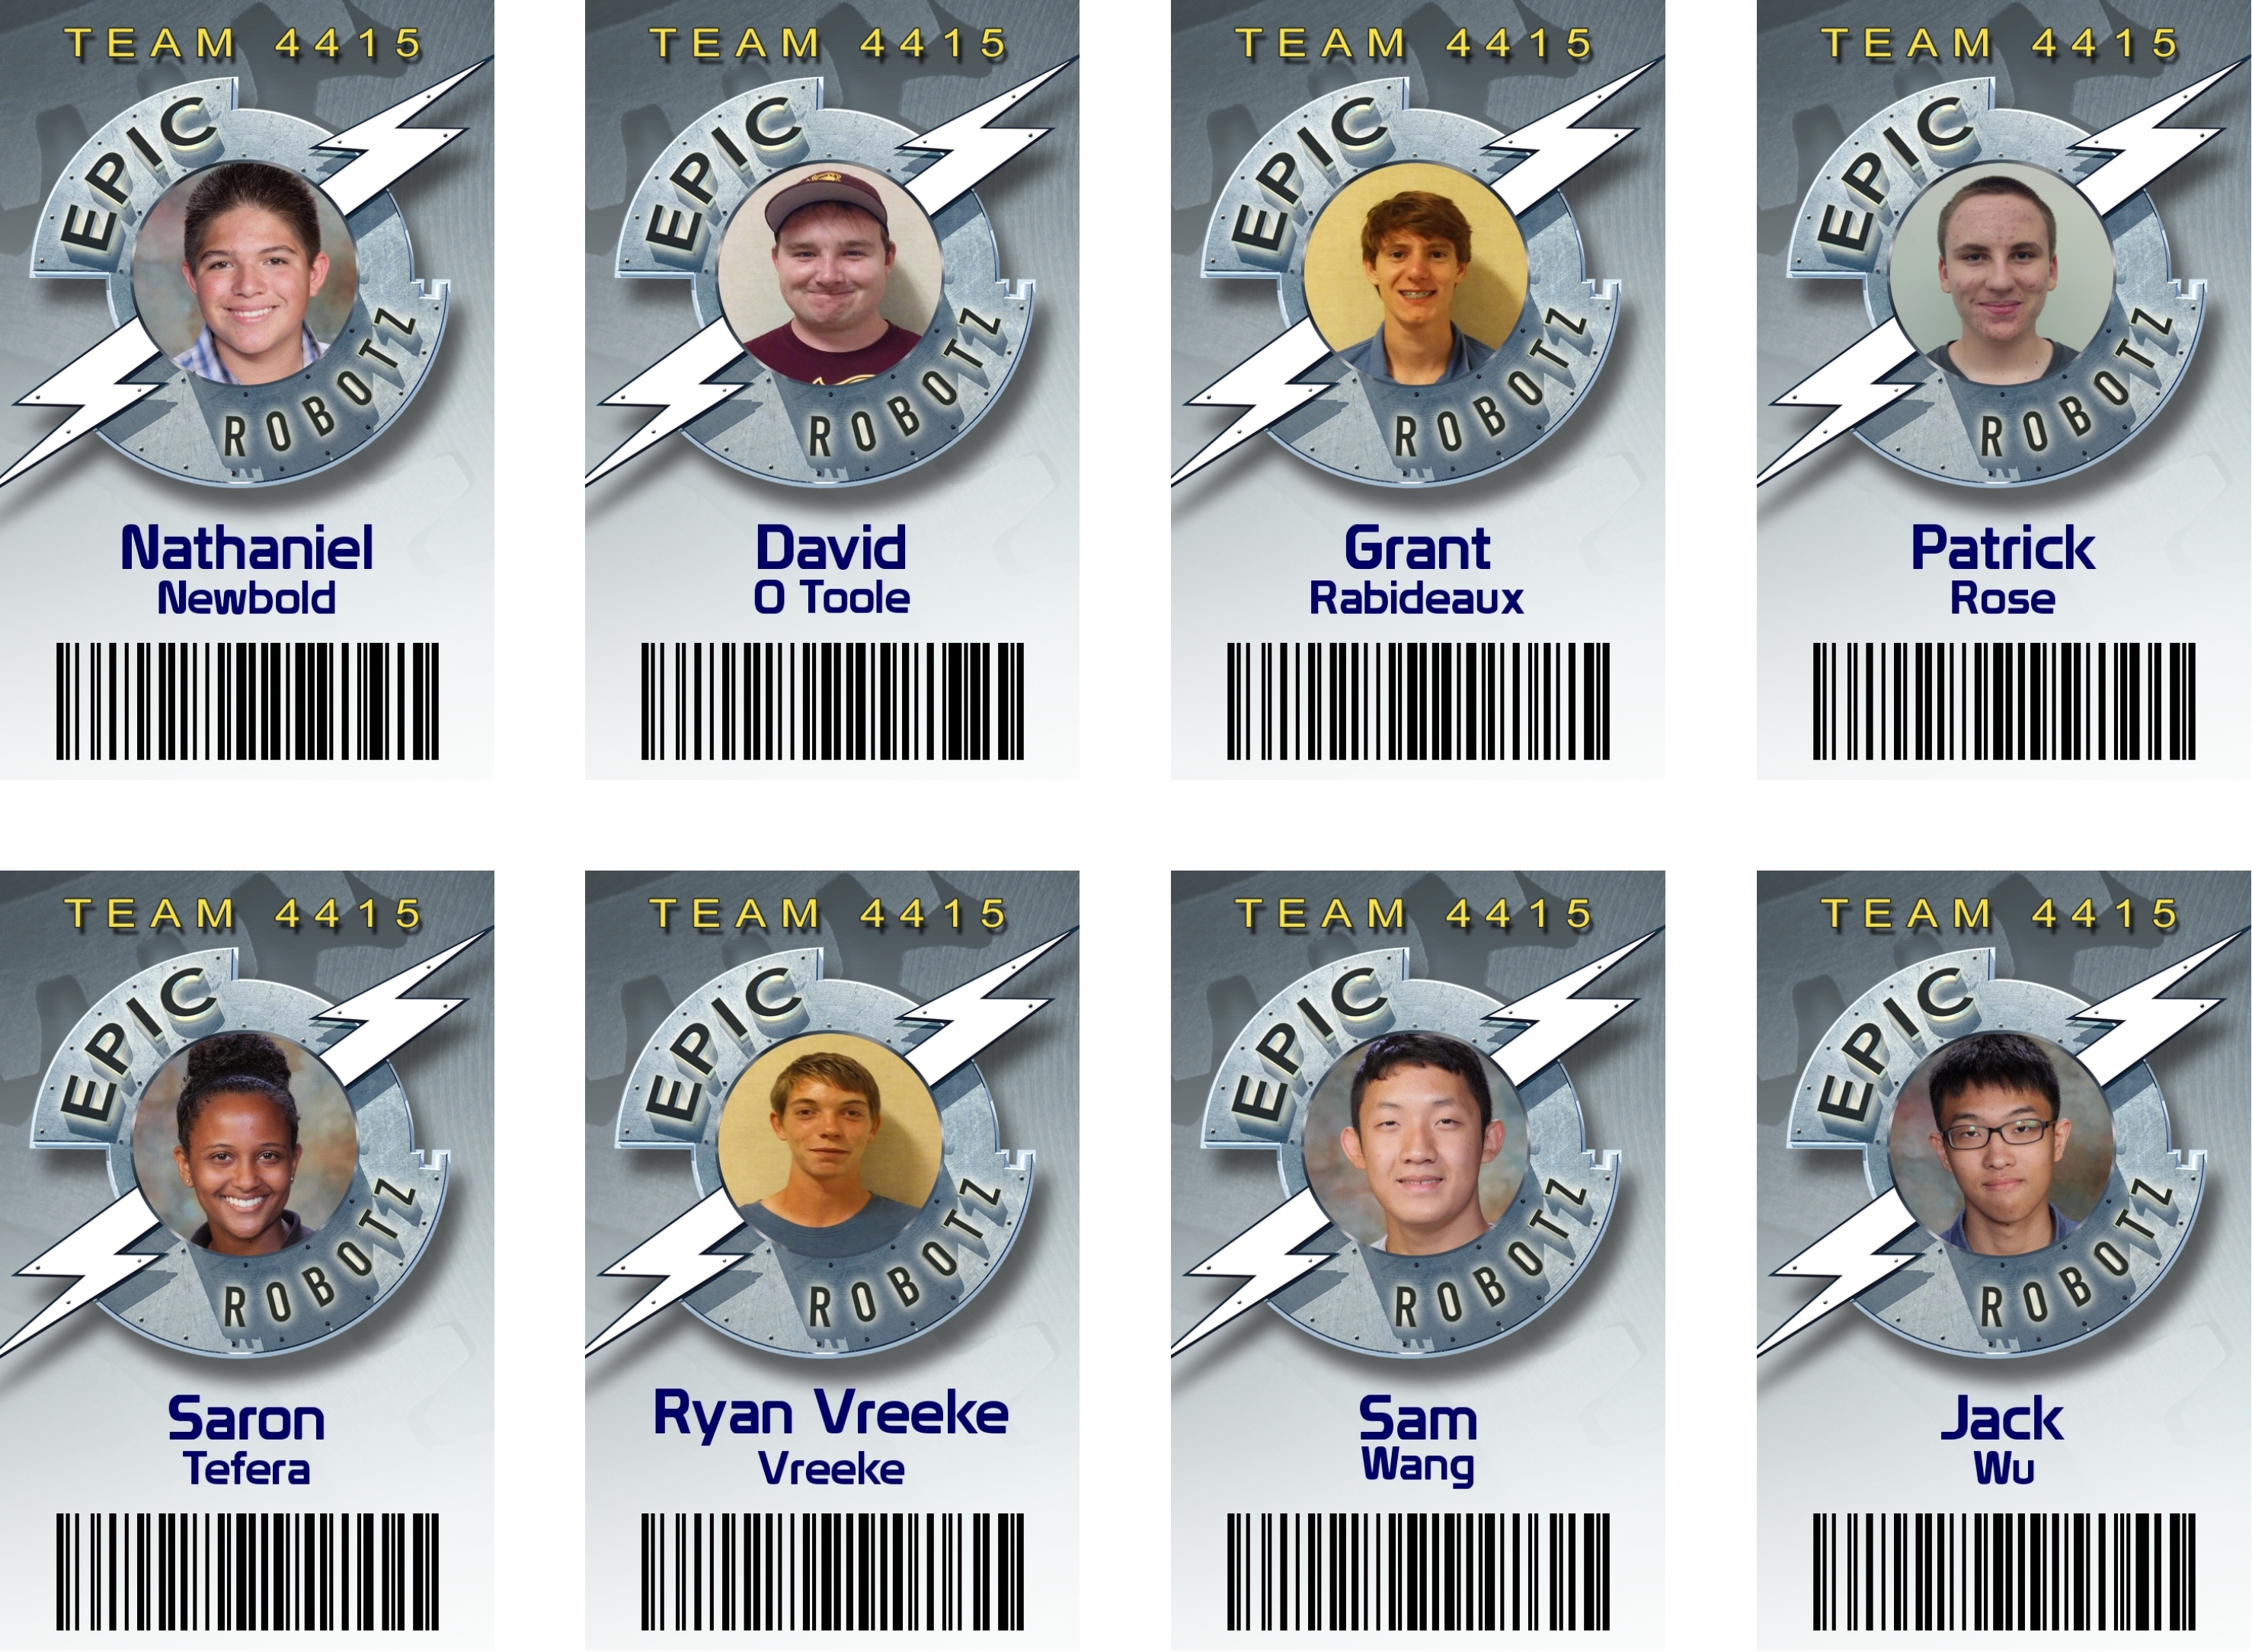 TEAM 4415
EPIC
ROBOTZ
Nathaniel
Newbold
TEAM 4415
EPIC
ROBOTZ
David
O Toole
TEAM 4415
EPIC
ROBOTZ
Grant
Rabideaux
TEAM 4415
EPIC
ROBOTZ
Patrick
Rose
TEAM 4415
EPIC
ROBOTZ
Saron
Tefera
TEAM 4415
EPIC
ROBOTZ
Ryan Vreeke
Vreeke
TEAM 4415
EPIC
ROBOTZ
Sam
Wang
TEAM 4415
EPIC
ROBOTZ
Jack
Wu